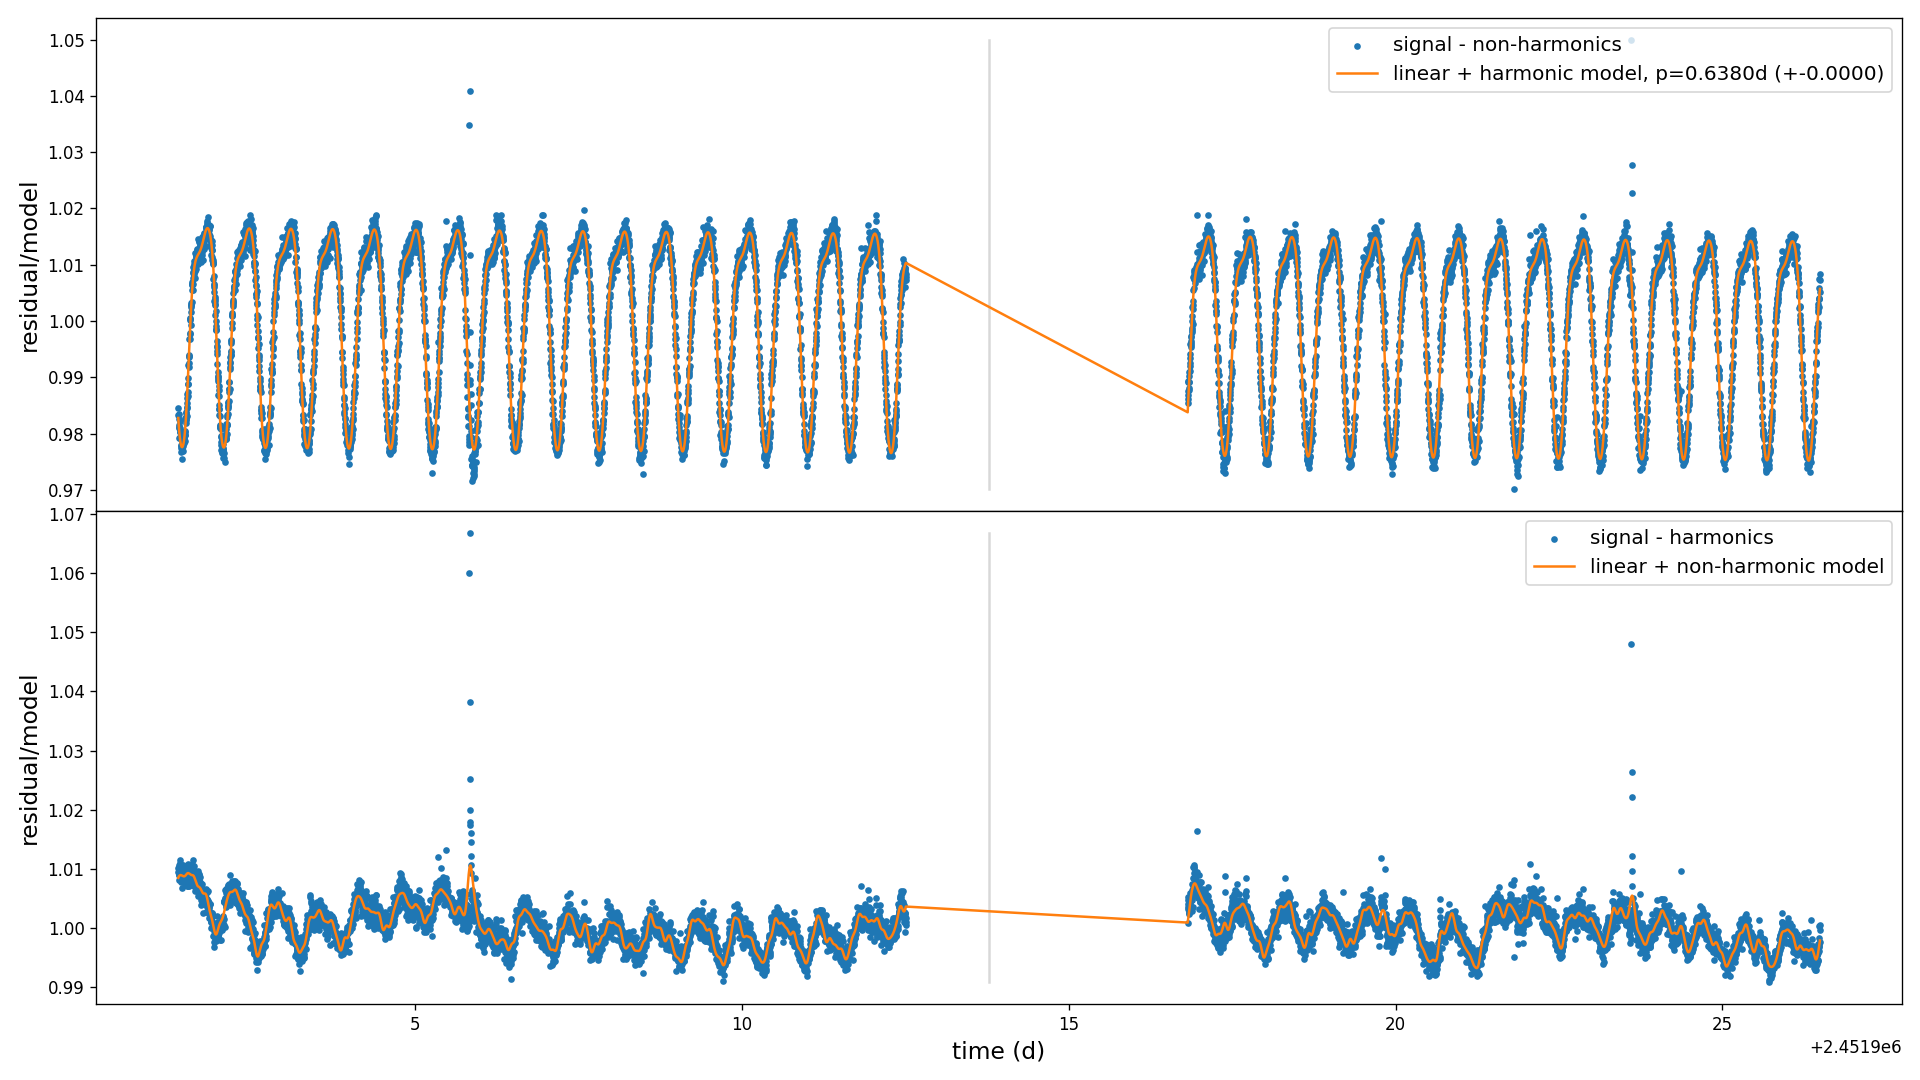 1.05
1.04
1.03
1.02
1.01
1.00
0.99
0.98
0.97
residual/model
signal - non-harmonics
linear + harmonic model, p=0.6380d (+-0.0000)
1.07
1.06
1.05
1.04
1.03
1.02
1.01
1.00
0.99
residual/model
signal - harmonics
linear + non-harmonic model
5
10
15
20
25
time (d)
+2.4519e6